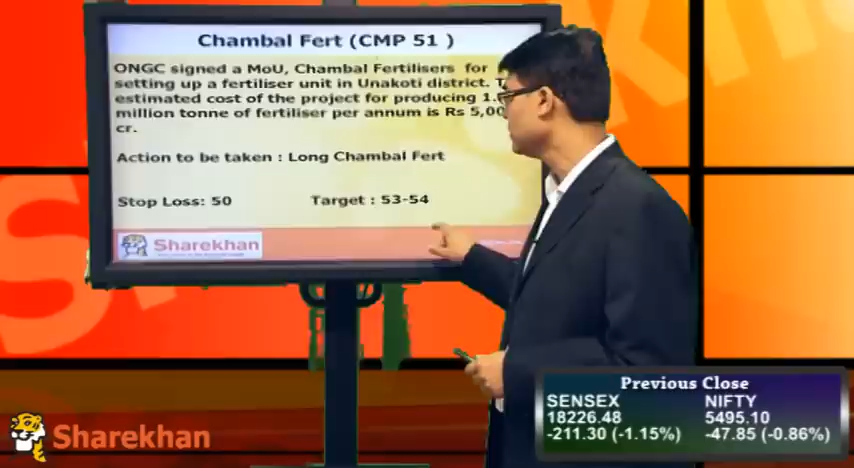 Chambal Fert (CMP 51 )
ONGC signed a MoU, Chambal Fertilisers for
setting up a fertiliser unit in Unakoti district.
estimated cost of the project for producing
million tonne of fertiliser per annum is Rs
cr.
Action to be taken : Long Chambal Fert
Stop Loss: 50 Target : 53-54
Sharekhan
Previous Close
SENSEX NIFTY
18226.48 5495.10
-211.30 (-1.15%) -47.85 (-0.86%)
Sharekhan